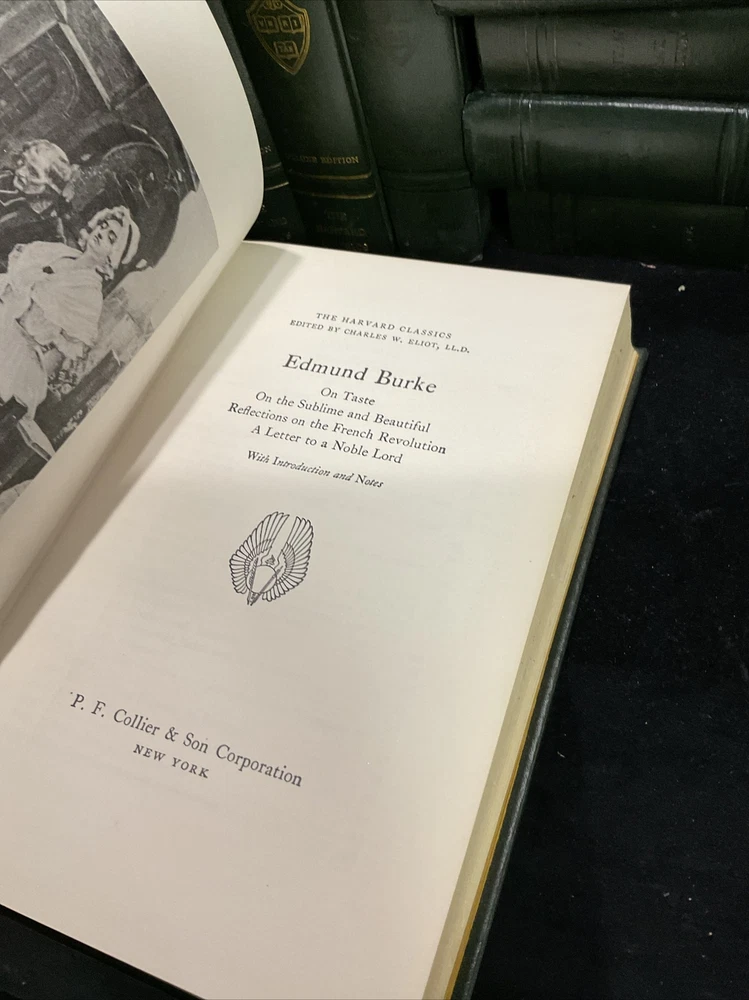 EDITION
THE HARVARD CLASSICS
EDITED BY CHARLES W. ELIOT, LL.D.
Edmund Burke
On Taste
On the Sublime and Beautiful
Reflections on the French Revolution
A Letter to a Noble Lord
With Introduction and Notes
P. F. Collier & Son Corporation
NEW YORK